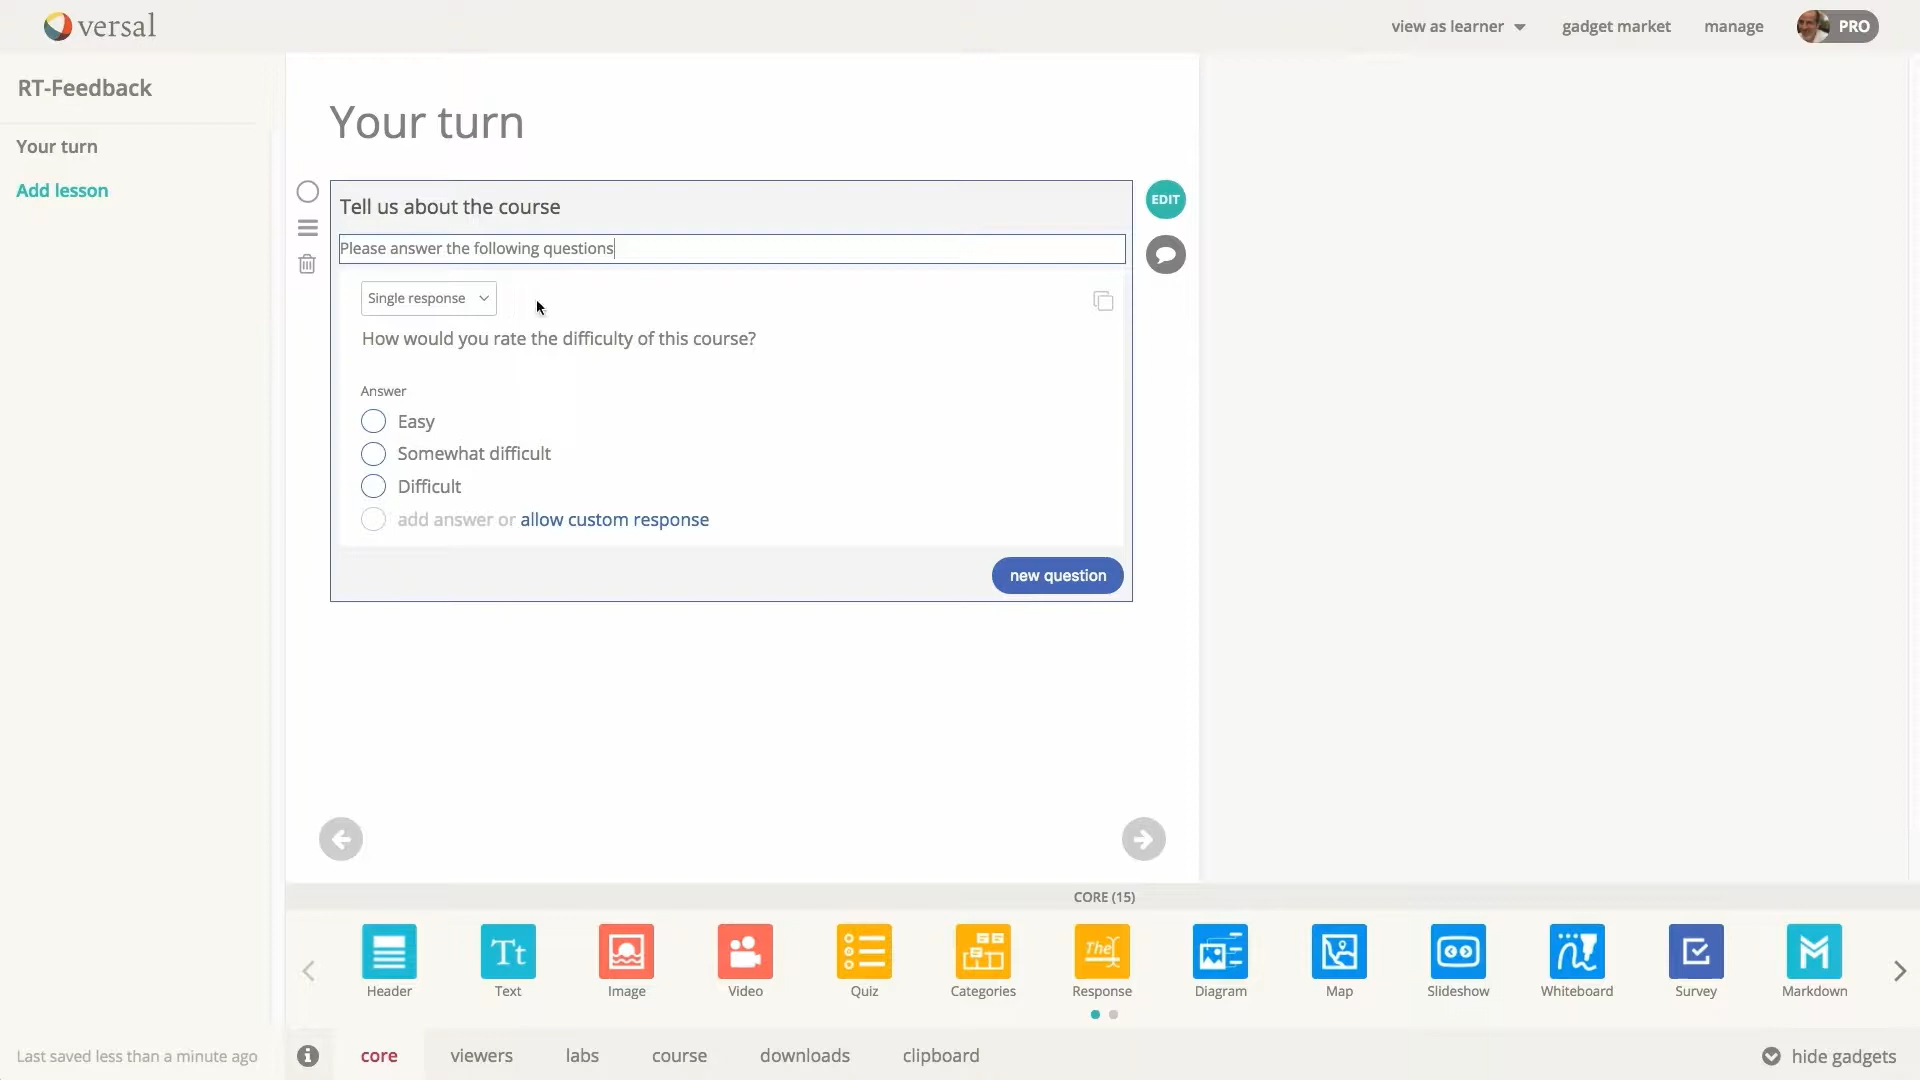 versal
view as learner
gadget market
manage
PRO
RT-Feedback
Your turn
Add lesson
Your turn
EDIT
Tell us about the course
Please answer the following questions
Single response
How would you rate the difficulty of this course?
Answer
Easy
Somewhat difficult
Difficult
add answer or allow custom response
new question
CORE (15)
Tt
The
Header
Text
Image
Video
Quiz
Categories
Response
Diagram
Map
Slideshow
Whiteboard
Survey
Markdown
Last saved less than a minute ago
core
viewers
labs
course
downloads
clipboard
hide gadgets